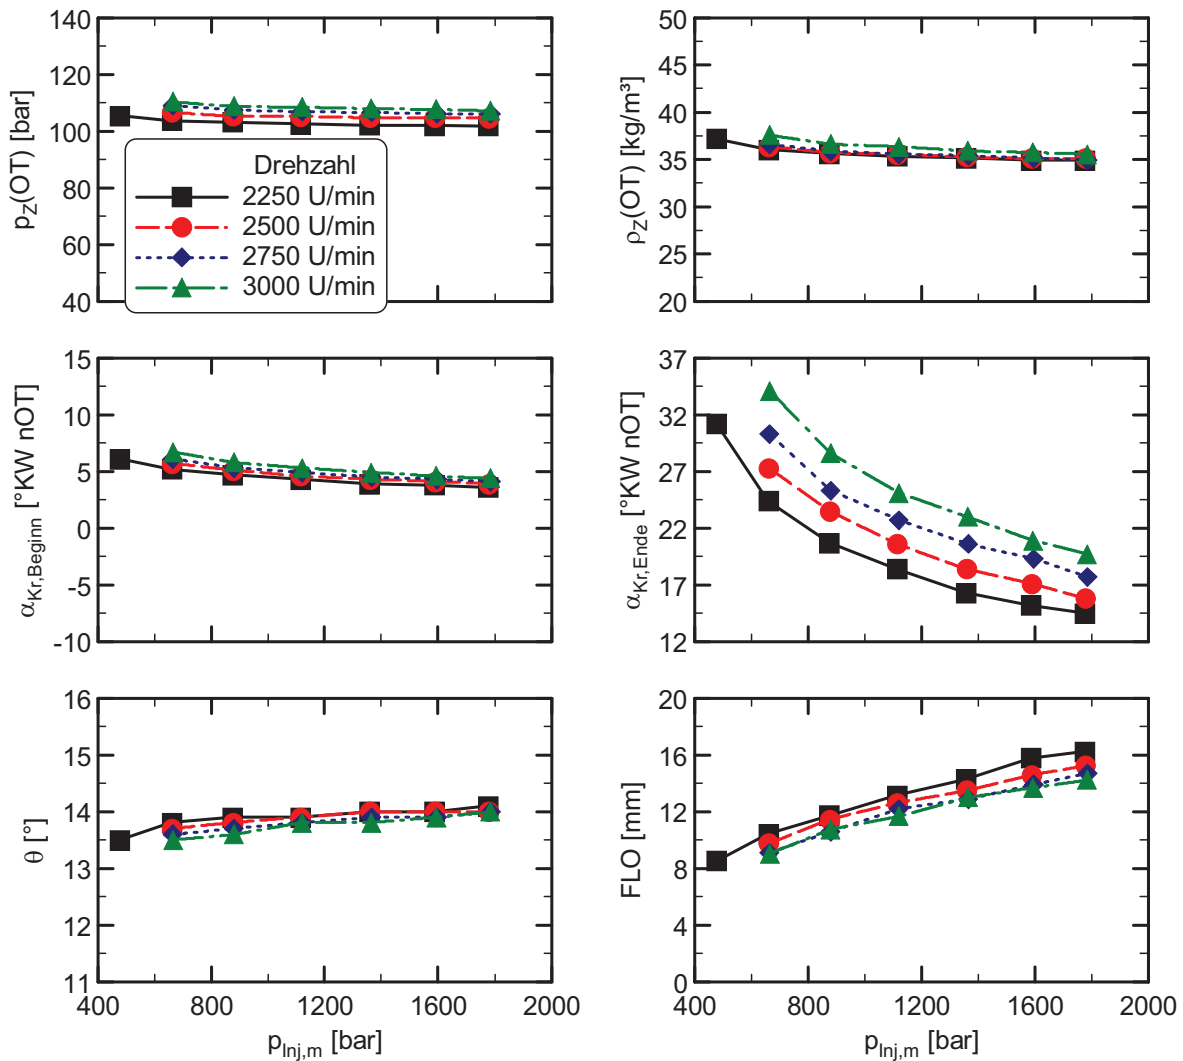 140
120
100
80
60
40
p_Z(OT) [bar]
Drehzahl
2250 U/min
2500 U/min
2750 U/min
3000 U/min
50
45
40
35
30
25
20
ρ_Z(OT) [kg/m³]
15
10
5
0
-5
-10
α_Kr,Beginn [°KW nOT]
37
32
27
22
17
12
α_Kr,Ende [°KW nOT]
16
15
14
13
12
11
θ [°]
400 800 1200 1600 2000
p_Inj,m [bar]
20
16
12
8
4
0
FLO [mm]
400 800 1200 1600 2000
p_Inj,m [bar]